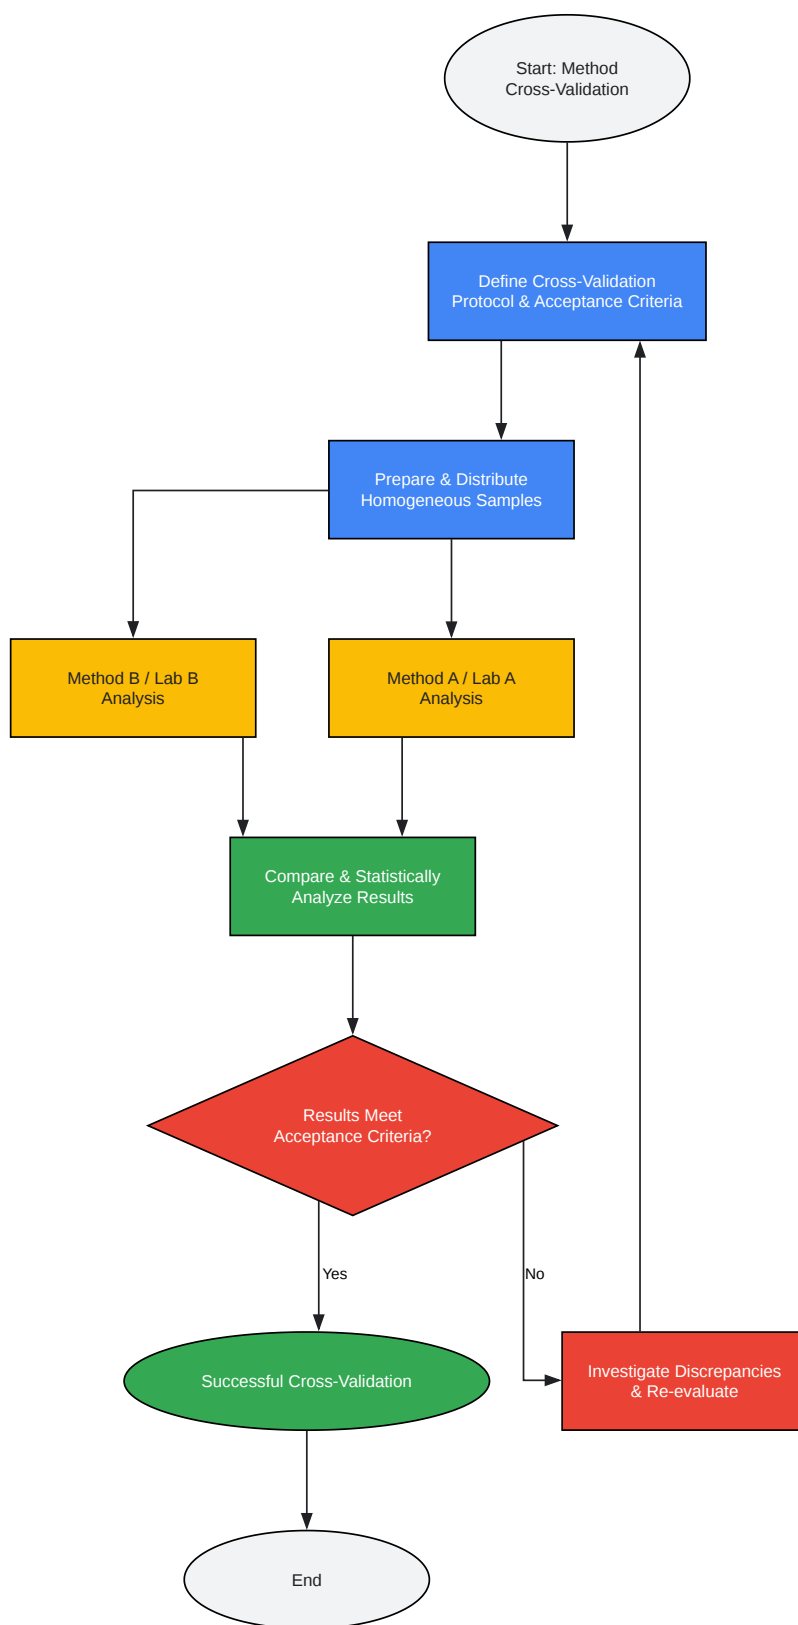 Start: Method
Cross-Validation
Define Cross-Validation
Protocol & Acceptance Criteria
Prepare & Distribute
Homogeneous Samples
Method B / Lab B
Analysis
Method A / Lab A
Analysis
Compare & Statistically
Analyze Results
Results Meet
Acceptance Criteria?
Yes
No
Successful Cross-Validation
Investigate Discrepancies
& Re-evaluate
End